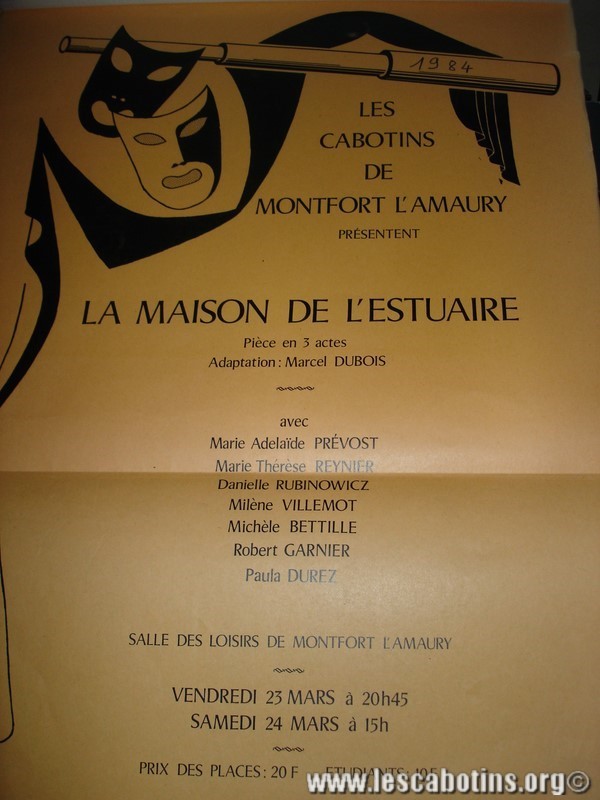 1984
LES
CABOTINS
DE
MONTFORT L'AMAURY
PRÉSENTENT
LA MAISON DE L'ESTUAIRE
Pièce en 3 actes
Adaptation: Marcel DUBOIS
avec
Marie Adelaïde PRÉVOST
Marie Thérèse REYNIER
Danielle RUBINOWICZ
Milène VILLEMOT
Michèle BETTILLE
Robert GARNIER
Paula DUREZ
SALLE DES LOISIRS DE MONTFORT L'AMAURY
VENDREDI 23 MARS à 20h45
SAMEDI 24 MARS à 15h
PRIX DES PLACES: 20 F ETUDIANTS: 10 F
www.lescabotins.org©